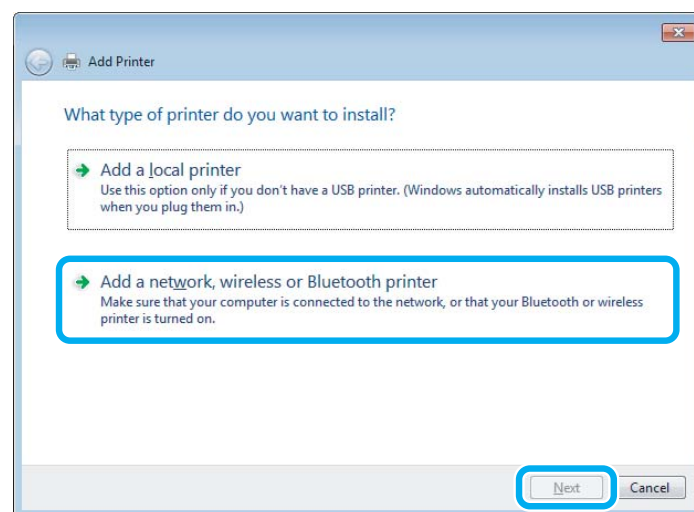 Add Printer
What type of printer do you want to install?
Add a local printer
Use this option only if you don't have a USB printer. (Windows automatically installs USB printers
when you plug them in.)
Add a network, wireless or Bluetooth printer
Make sure that your computer is connected to the network, or that your Bluetooth or wireless
printer is turned on.
Next Cancel